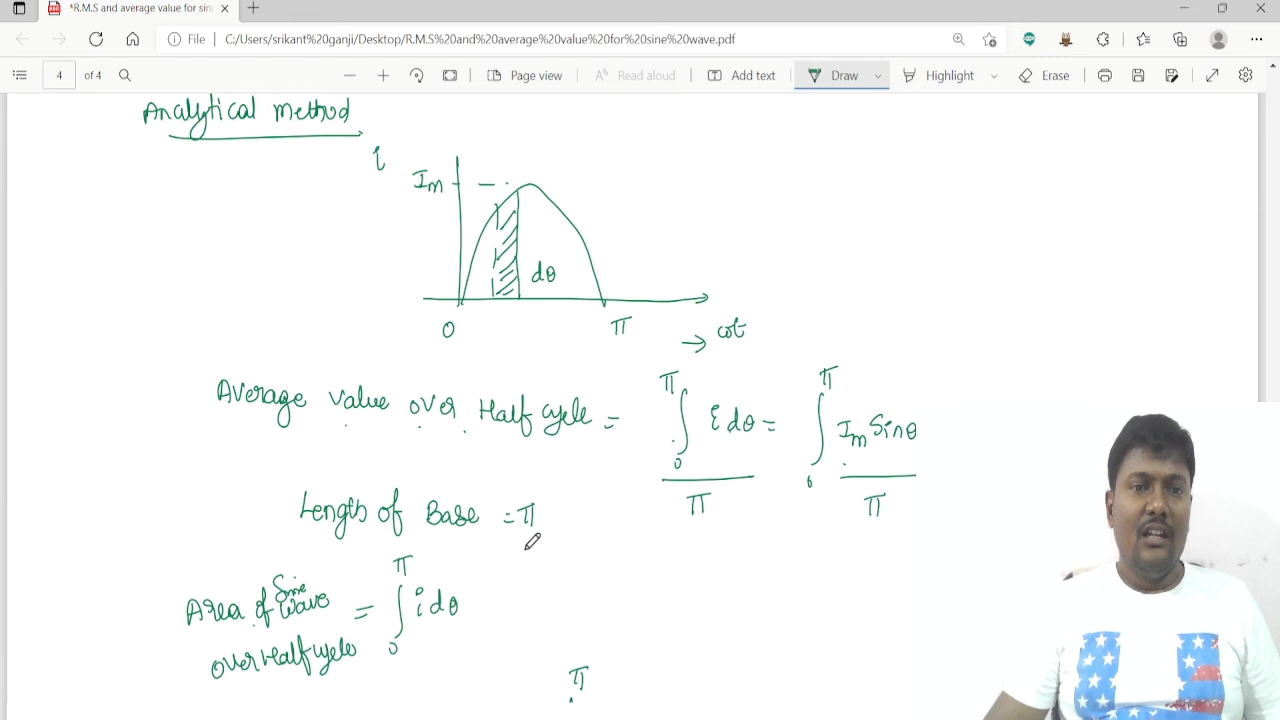 *R.M.S and average value for sin
File
C:/Users/srikant%20ganji/Desktop/R.M.S%20and%20average%20value%20for%20sine%20wave.pdf
4 of 4
Page view
Read aloud
Add text
Draw
Highlight
Erase
Analytical method
i
Im
dθ
0 π
→ ωt
Average value over Half cycle = ∫₀^π i dθ / π = ∫₀^π Im Sinθ / π
Length of Base = π
Area of Sine wave over Half cycle = ∫₀^π i dθ
π